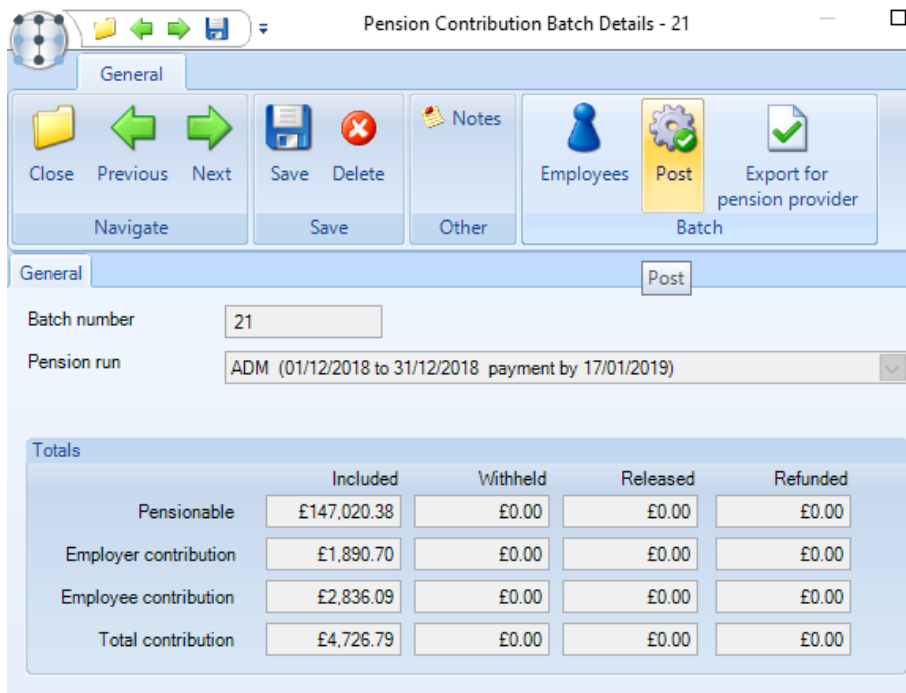 Pension Contribution Batch Details - 21
General
Close Previous Next Save Delete Notes Employees Post Export for
pension provider
Navigate Save Other Batch
General
Post
Batch number 21
Pension run ADM (01/12/2018 to 31/12/2018 payment by 17/01/2019)
Totals
Included Withheld Released Refunded
Pensionable £147,020.38 £0.00 £0.00 £0.00
Employer contribution £1,890.70 £0.00 £0.00 £0.00
Employee contribution £2,836.09 £0.00 £0.00 £0.00
Total contribution £4,726.79 £0.00 £0.00 £0.00